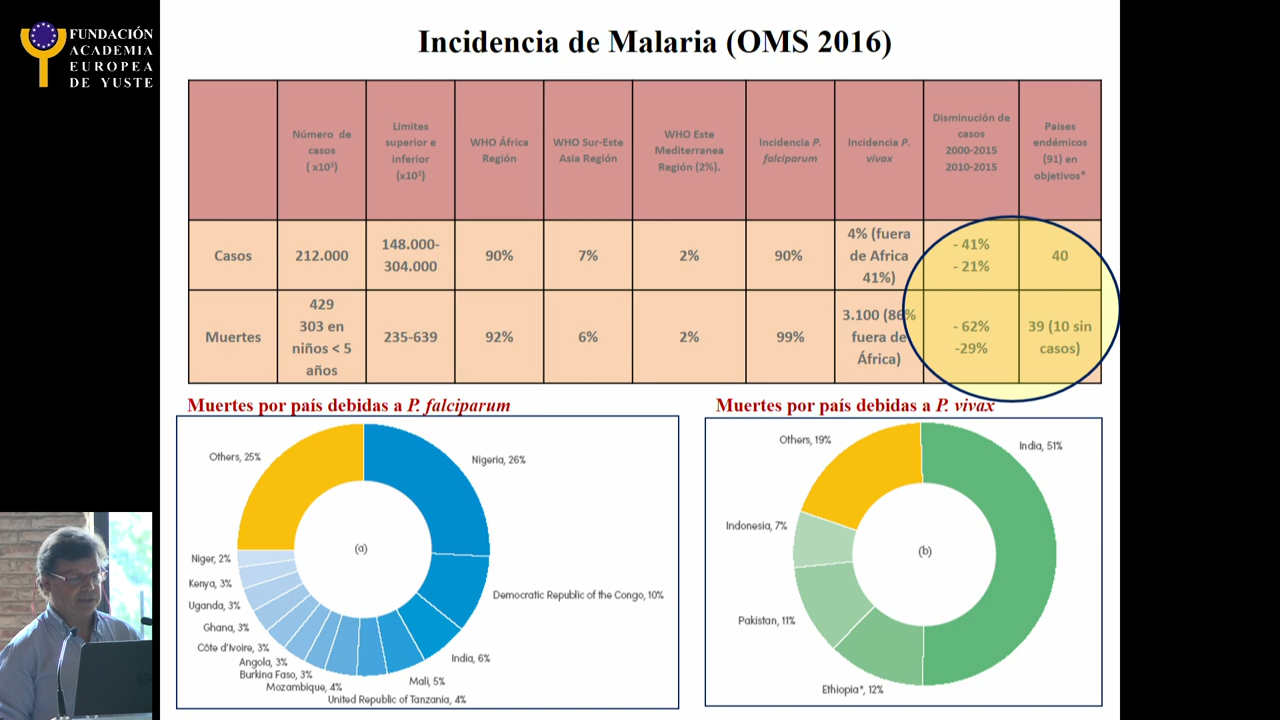 FUNDACIÓN
ACADEMIA
EUROPEA
DE YUSTE
Incidencia de Malaria (OMS 2016)
Número de
casos
( x10³)
Limites
superior e
inferior
(x10³)
WHO África
Región
WHO Sur-Este
Asia Región
WHO Este
Mediterranea
Región (2%).
Incidencia P.
falciparum
Incidencia P.
vivax
Disminución de
casos
2000-2015
2010-2015
Países
endémicos
(91) en
objetivos*
Casos
212.000
148.000-
304.000
90%
7%
2%
90%
4% (fuera
de Africa
41%)
- 41%
- 21%
40
Muertes
429
303 en
niños < 5
años
235-639
92%
6%
2%
99%
3.100 (86%
fuera de
África)
- 62%
-29%
39 (10 sin
casos)
Muertes por país debidas a P. falciparum
Others, 25%
Nigeria, 26%
(a)
Niger, 2%
Kenya, 3%
Democratic Republic of the Congo, 10%
Uganda, 3%
Ghana, 3%
Côte d'Ivoire, 3%
Angola, 3%
India, 6%
Burkina Faso, 3%
Mali, 5%
Mozambique, 4%
United Republic of Tanzania, 4%
Muertes por país debidas a P. vivax
Others, 19%
India, 51%
Indonesia, 7%
(b)
Pakistan, 11%
Ethiopia*, 12%